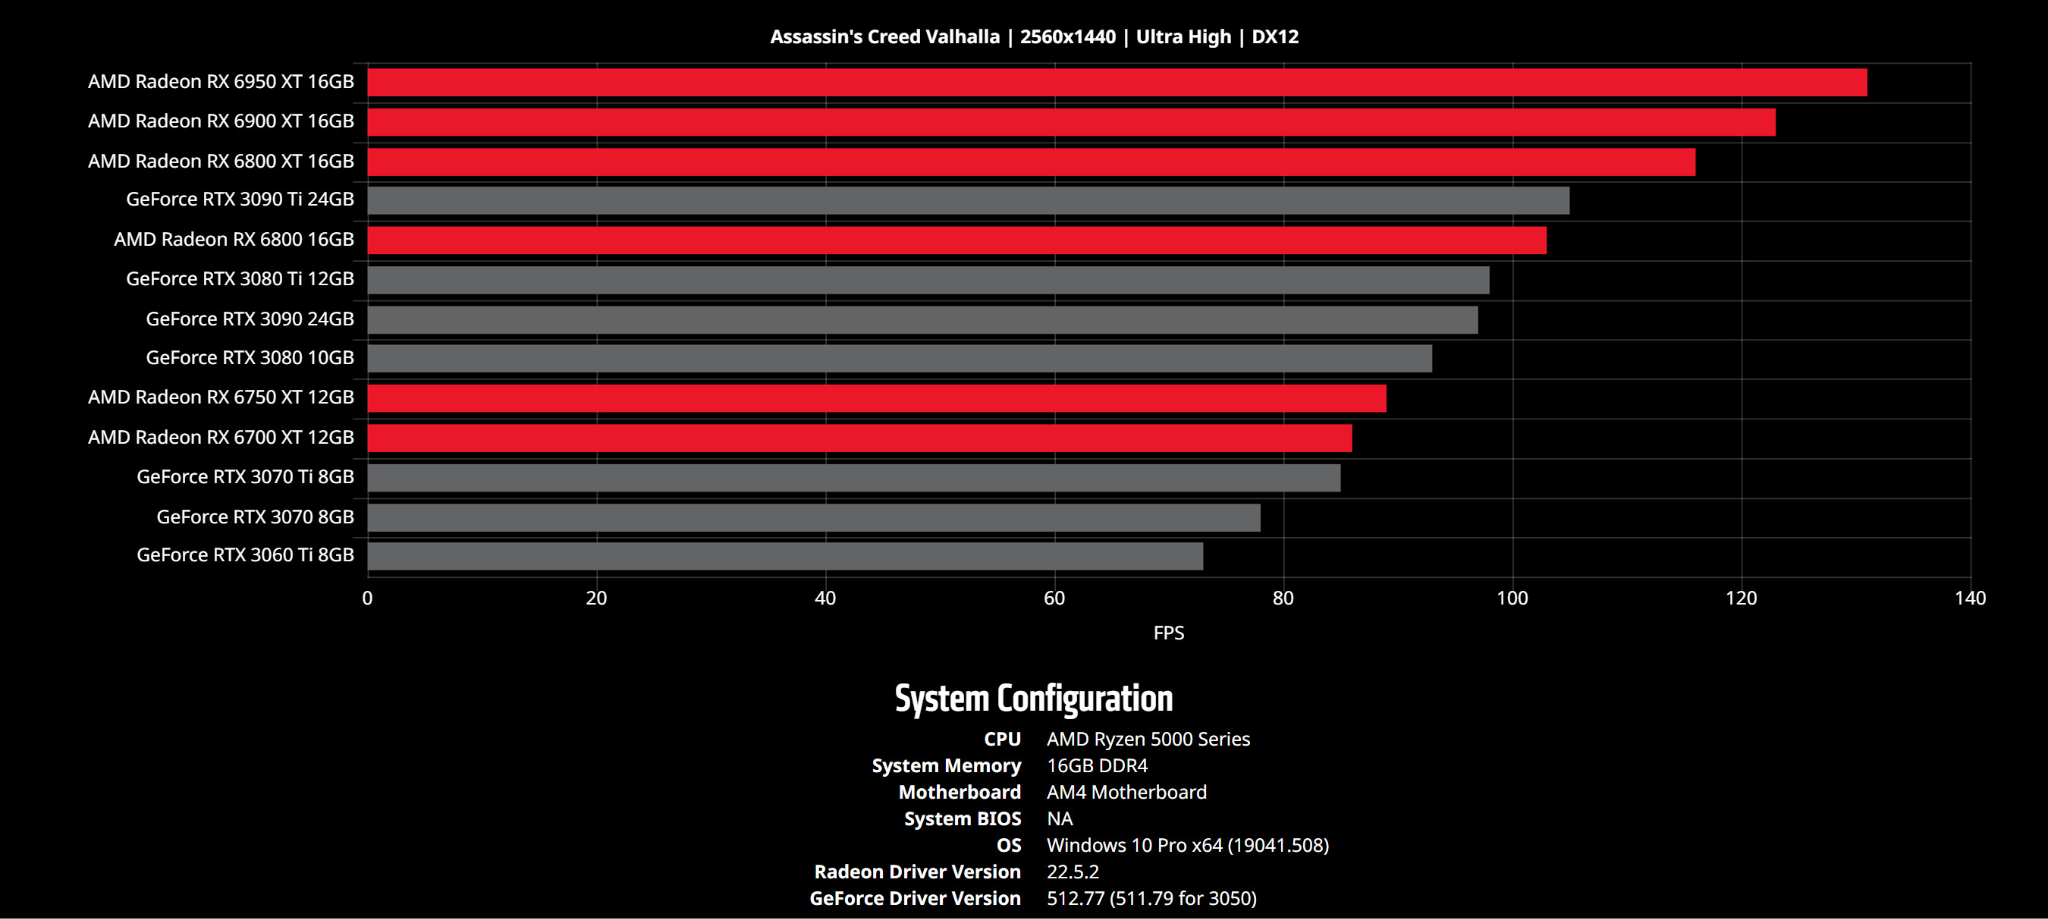 Assassin's Creed Valhalla | 2560x1440 | Ultra High | DX12
AMD Radeon RX 6950 XT 16GB
AMD Radeon RX 6900 XT 16GB
AMD Radeon RX 6800 XT 16GB
GeForce RTX 3090 Ti 24GB
AMD Radeon RX 6800 16GB
GeForce RTX 3080 Ti 12GB
GeForce RTX 3090 24GB
GeForce RTX 3080 10GB
AMD Radeon RX 6750 XT 12GB
AMD Radeon RX 6700 XT 12GB
GeForce RTX 3070 Ti 8GB
GeForce RTX 3070 8GB
GeForce RTX 3060 Ti 8GB
0 20 40 60 80 100 120 140
FPS
System Configuration
CPU AMD Ryzen 5000 Series
System Memory 16GB DDR4
Motherboard AM4 Motherboard
System BIOS NA
OS Windows 10 Pro x64 (19041.508)
Radeon Driver Version 22.5.2
GeForce Driver Version 512.77 (511.79 for 3050)